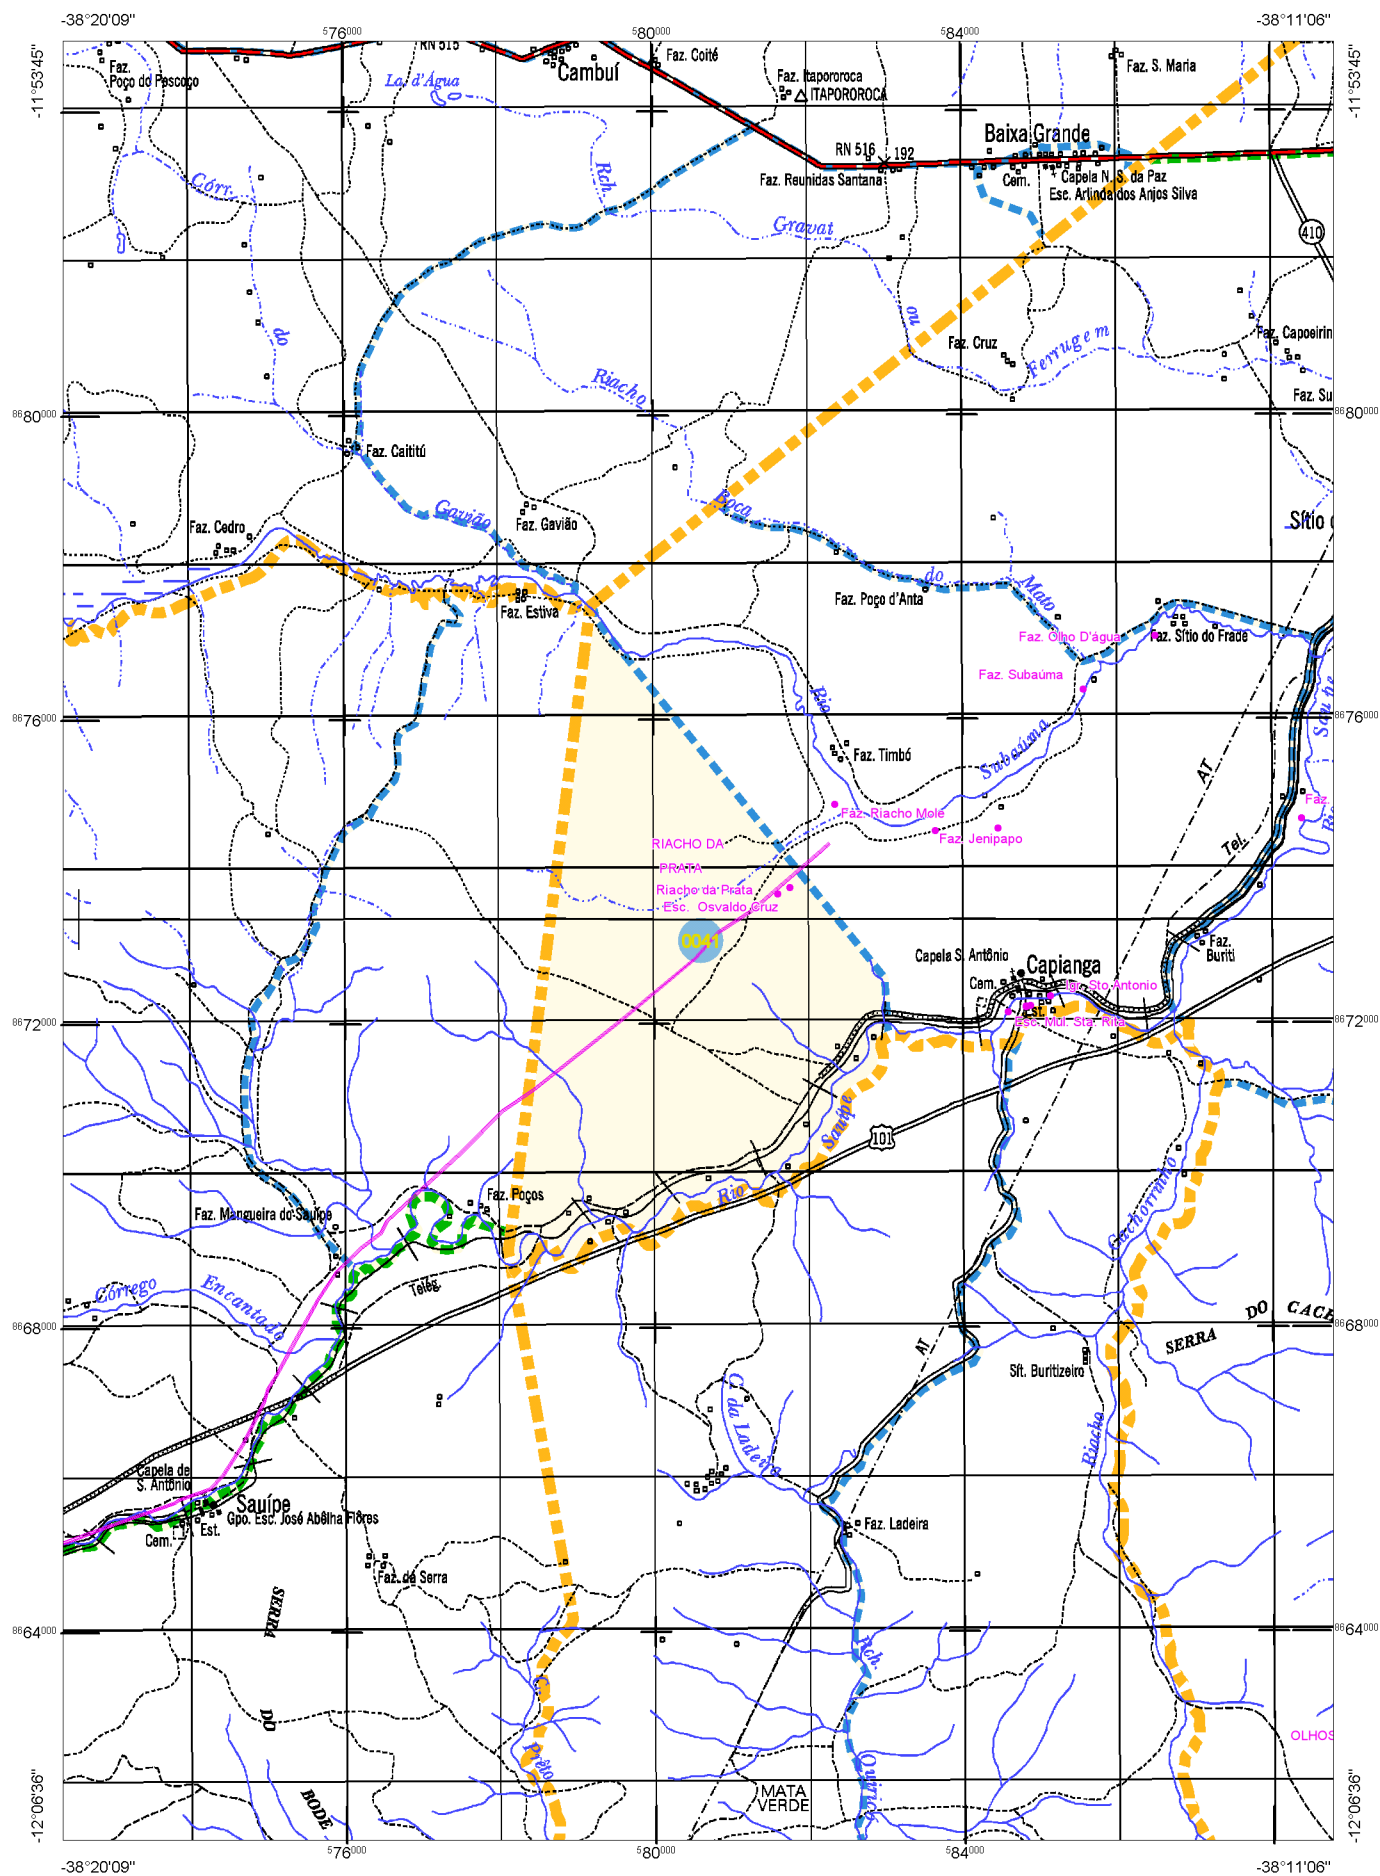 -38°20'09"
-38°11'06"
576000
580000
584000
-11°53'45"
-11°53'45"
RN 515
Faz. Coité
Faz.
Poço do Pescoço
Cambuí
La. d'Água
Faz. Itapororoca
ITAPOROROCA
Faz. S. Maria
Baixa Grande
RN 516
192
Rch.
Córr.
Faz. Reunidas Santana
Cem.
Capela N. S. da Paz
Esc. Arlinda dos Anjos Silva
Gravat
410
ou
do
Faz. Cruz
Ferrugem
Faz. Capoeirin
Riacho
Faz. Su
8680000
8680000
Faz. Caititú
Gavião
Boca
Faz. Cedro
Faz. Gavião
Sítio
do
Mato
Faz. Poço d'Anta
Faz. Estiva
Faz. Olho D'água
Faz. Sítio do Frade
Faz. Subaúma
Rio
8676000
8676000
Subaúma
Faz. Timbó
AT
Faz. Riacho Mole
Faz.
Faz. Jenipapo
RIACHO DA
PRATA
Tel.
Riacho da Prata
Esc. Osvaldo Cruz
0041
Faz.
Buriti
Capela S. Antônio
Capianga
Cem.
Igr. Sto Antonio
Est.
Esc. Mul. Sta. Rita
8672000
8672000
Sauípe
101
Rio
Faz. Poços
Faz. Mangueira do Sauípe
Cachorrinho
Córrego
Encantado
Teleg.
DO CACH
SERRA
8668000
8668000
AT
Sít. Buritizeiro
C. da Ladeira
Riacho
Capela de
S. Antônio
Sauípe
Gpo. Esc. José Abêlha Flôres
Est.
Cem.
Faz. Ladeira
Faz. da Serra
SERRA
8664000
8664000
Rch.
C.
DO
OLHOS
Prêto
MATA
VERDE
BODE
-12°06'36"
-12°06'36"
576000
580000
584000
-38°20'09"
-38°11'06"